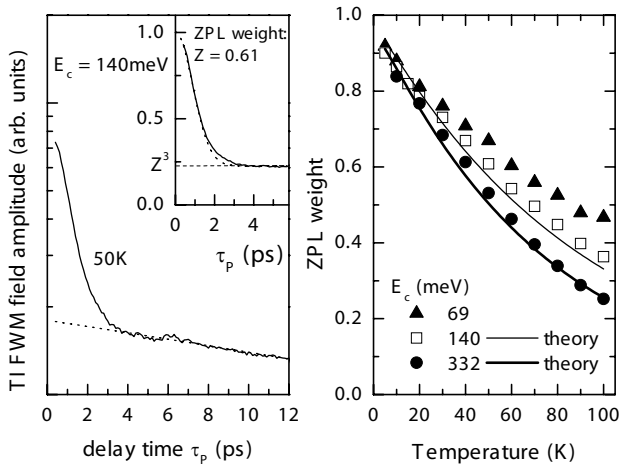 TI FWM field amplitude (arb. units)
E_c = 140meV
50K
0 2 4 6 8 10 12
delay time τ_P (ps)
1.0
0.5
Z³
0.0
ZPL weight:
Z = 0.61
0 2 4
τ_P (ps)
ZPL weight
1.0
0.8
0.6
0.4
0.2
0.0
E_c (meV)
69
140 theory
332 theory
0 20 40 60 80 100
Temperature (K)